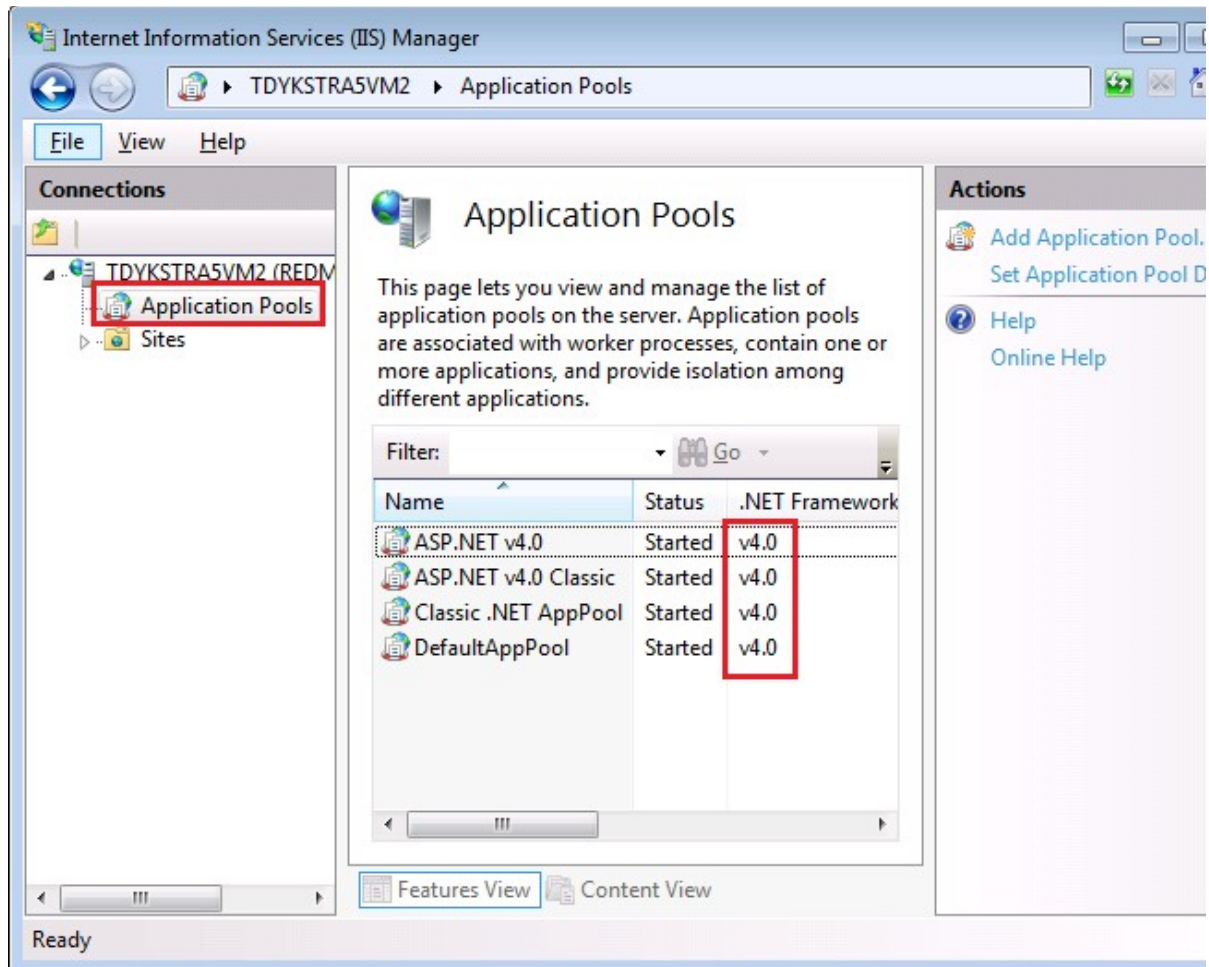 Internet Information Services (IIS) Manager
TDYKSTRA5VM2 Application Pools
File View Help
Connections
TDYKSTRA5VM2 (REDM
Application Pools
Sites
Application Pools
This page lets you view and manage the list of
application pools on the server. Application pools
are associated with worker processes, contain one or
more applications, and provide isolation among
different applications.
Filter: Go
Name Status .NET Framework
ASP.NET v4.0 Started v4.0
ASP.NET v4.0 Classic Started v4.0
Classic .NET AppPool Started v4.0
DefaultAppPool Started v4.0
Features View Content View
Actions
Add Application Pool.
Set Application Pool D
Help
Online Help
Ready